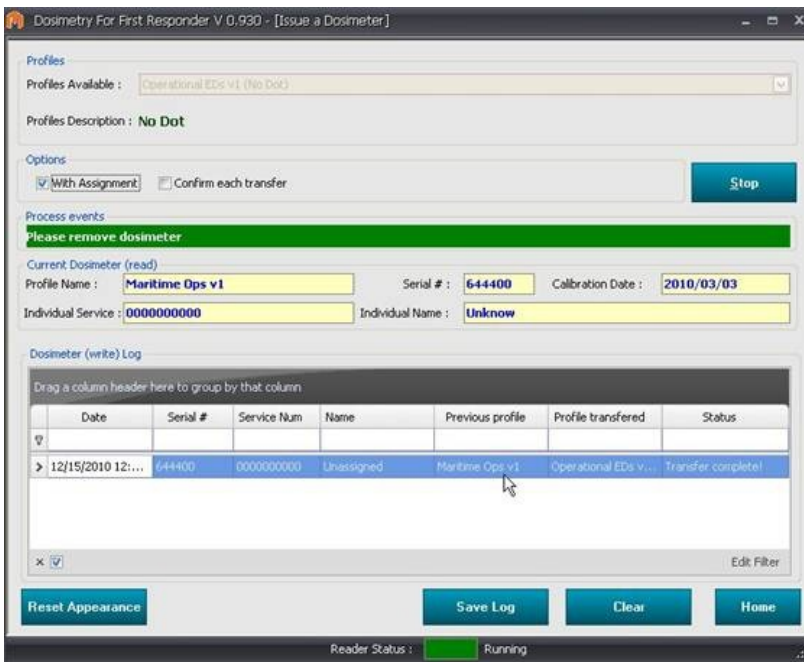 Dosimetry For First Responder V 0.930 - [Issue a Dosimeter]
Profiles
Profiles Available : Operational EDs v1 (No Dot)
Profiles Description : No Dot
Options
With Assignment Confirm each transfer
Stop
Process events
Please remove dosimeter
Current Dosimeter (read)
Profile Name : Maritime Ops v1 Serial # : 644400 Calibration Date : 2010/03/03
Individual Service : 0000000000 Individual Name : Unknow
Dosimeter (write) Log
Drag a column header here to group by that column
Date Serial # Service Num Name Previous profile Profile transfered Status
12/15/2010 12:... 644400 0000000000 Unassigned Maritime Ops v1 Operational EDs v... Transfer complete!
Edit Filter
Reset Appearance Save Log Clear Home
Reader Status : Running